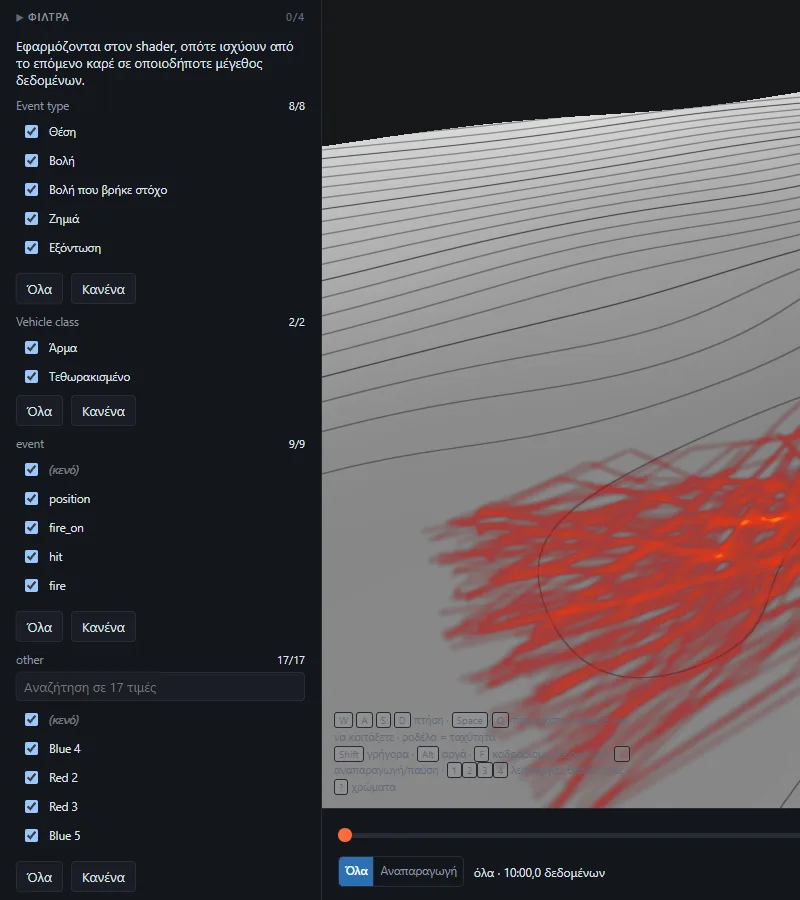 ▶ ΦΙΛΤΡΑ 0/4
Εφαρμόζονται στον shader, οπότε ισχύουν από
το επόμενο καρέ σε οποιοδήποτε μέγεθος
δεδομένων.
Event type 8/8
Θέση
Βολή
Βολή που βρήκε στόχο
Ζημιά
Εξόντωση
Όλα Κανένα
Vehicle class 2/2
Άρμα
Τεθωρακισμένο
Όλα Κανένα
event 9/9
(κενό)
position
fire_on
hit
fire
Όλα Κανένα
other 17/17
Αναζήτηση σε 17 τιμές
(κενό)
Blue 4
Red 2
Red 3
Blue 5
Όλα Κανένα
W A S D πτήση · Space
να κοιτάξετε · ροδέλα = ταχύτητα
Shift γρήγορα · Alt αργά · F
αναπαραγωγή/παύση · 1 2 3 4
χρώματα
Όλα Αναπαραγωγή όλα · 10:00,0 δεδομένων